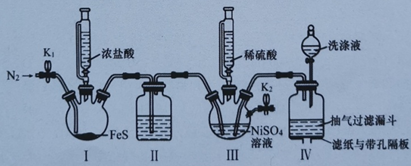 K₁
N₂
浓盐酸
FeS
I
II
稀硫酸
K₂
NiSO₄
溶液
III
洗涤液
抽气过滤漏斗
滤纸与带孔隔板
IV